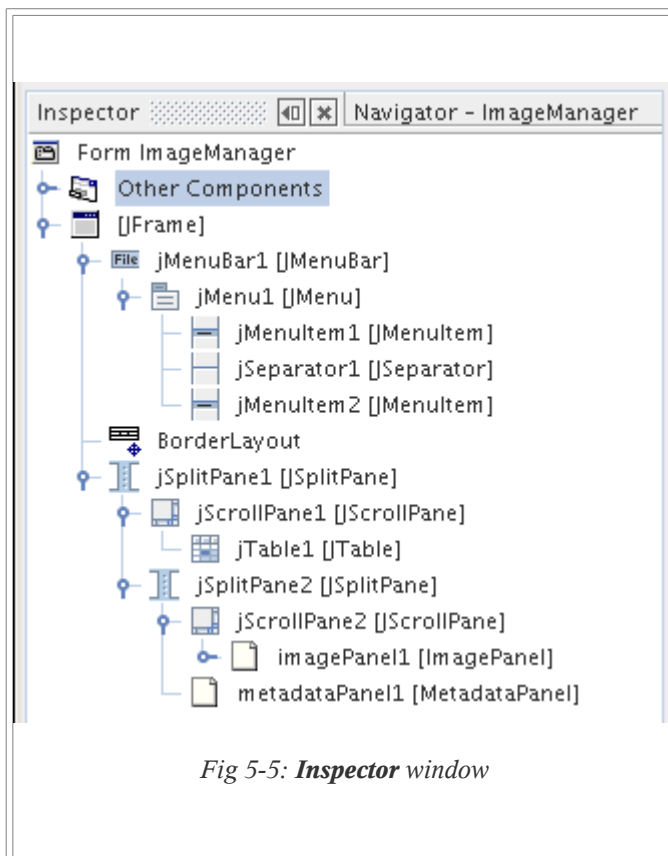 Inspector Navigator - ImageManager
Form ImageManager
Other Components
[JFrame]
File jMenuBar1 [JMenuBar]
jMenu1 [JMenu]
jMenuItem1 [JMenuItem]
jSeparator1 [JSeparator]
jMenuItem2 [JMenuItem]
BorderLayout
jSplitPane1 [JSplitPane]
jScrollPane1 [JScrollPane]
jTable1 [JTable]
jSplitPane2 [JSplitPane]
jScrollPane2 [JScrollPane]
imagePanel1 [ImagePanel]
metadataPanel1 [MetadataPanel]
Fig 5-5: Inspector window